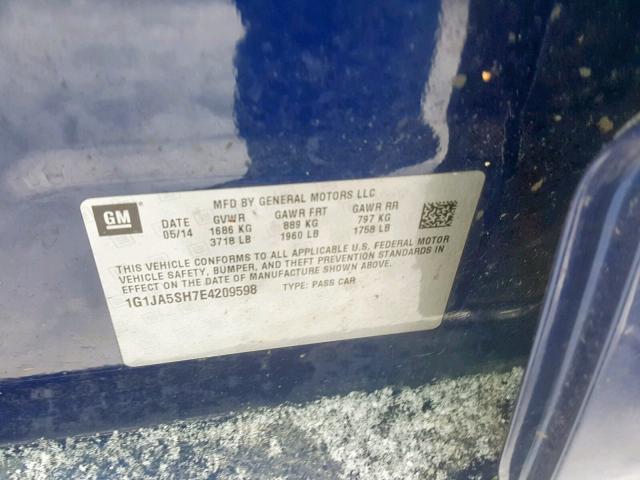 MFD BY GENERAL MOTORS LLC
GM DATE GVWR GAWR FRT GAWR RR
05/14 1686 KG 889 KG 797 KG
3718 LB 1960 LB 1758 LB
THIS VEHICLE CONFORMS TO ALL APPLICABLE U.S. FEDERAL MOTOR
VEHICLE SAFETY, BUMPER, AND THEFT PREVENTION STANDARDS IN
EFFECT ON THE DATE OF MANUFACTURE SHOWN ABOVE.
1G1JA5SH7E4209598 TYPE: PASS CAR